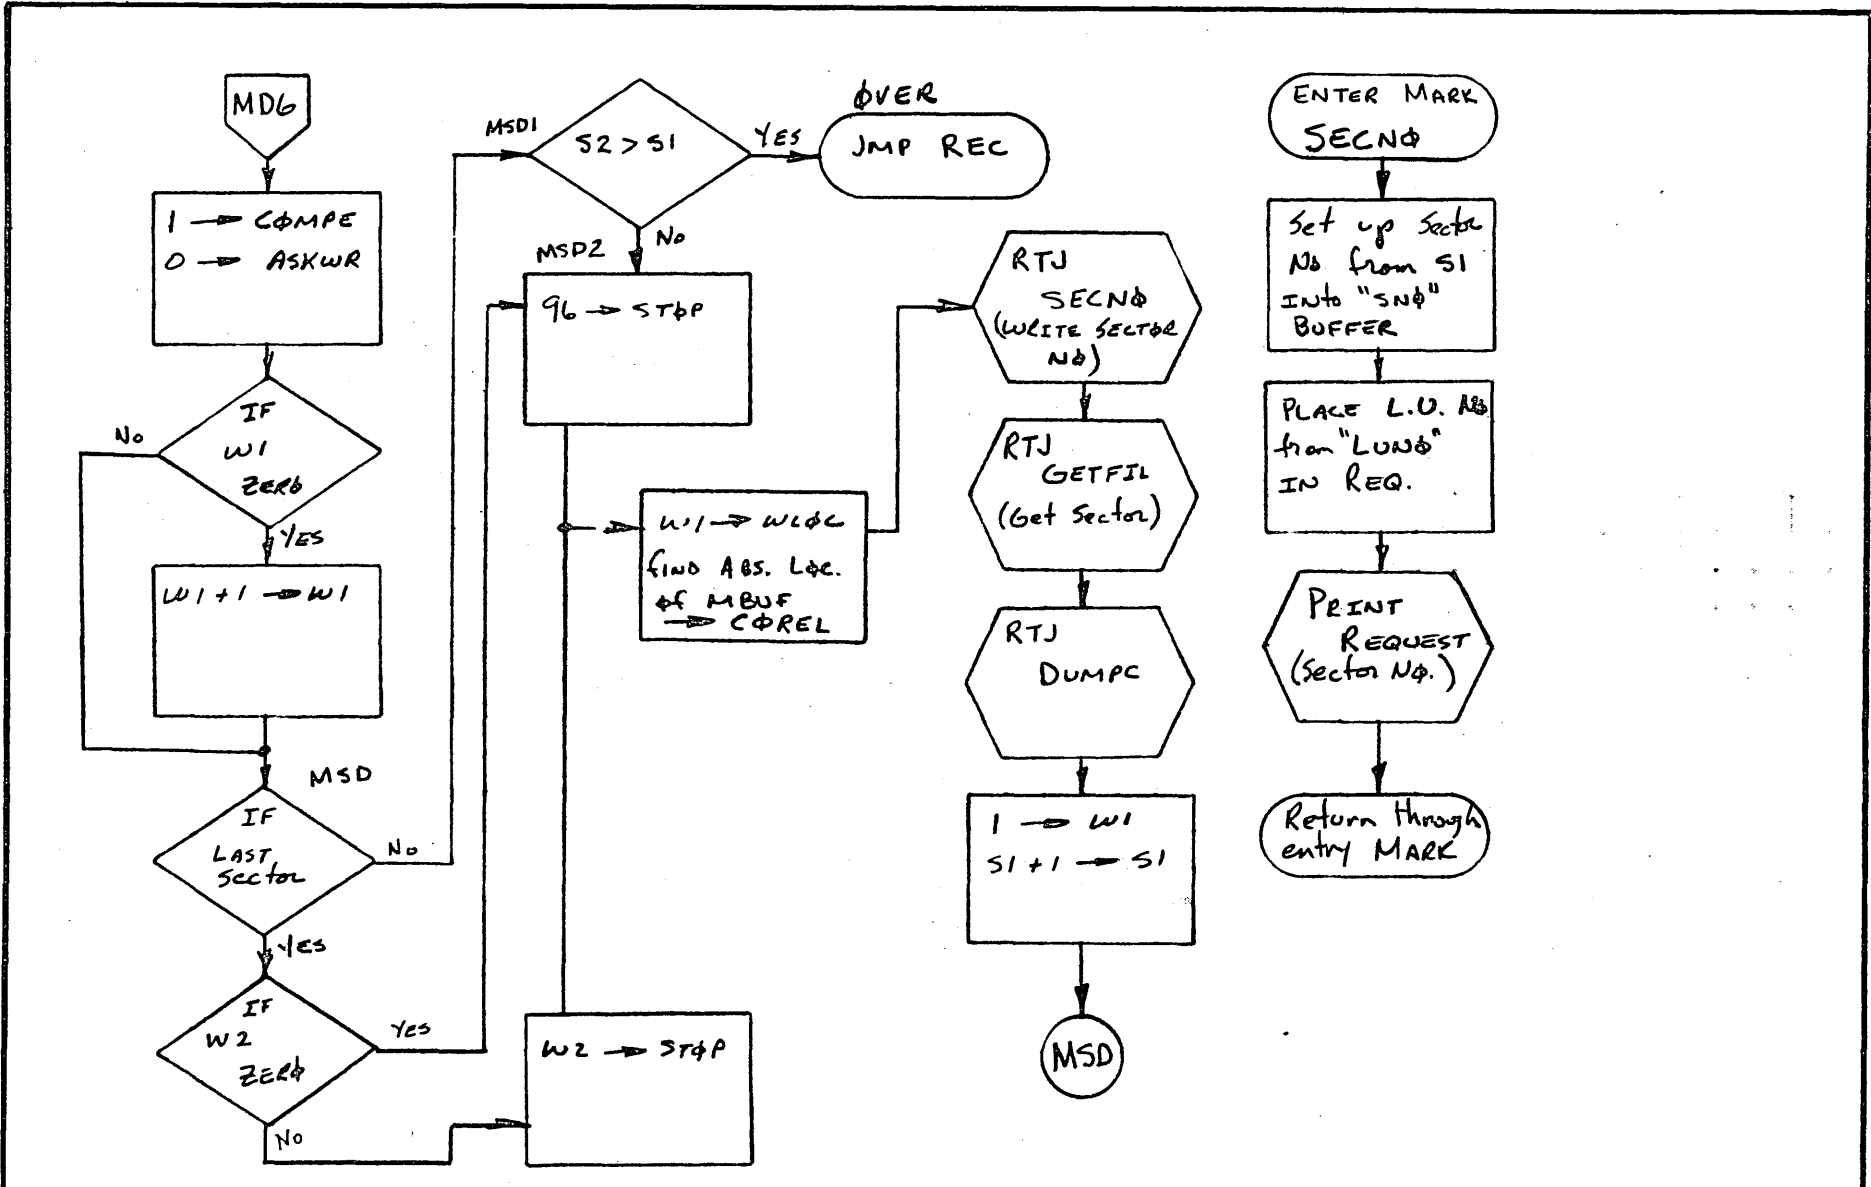 MD6
1 → CØMPE
0 → ASKWR
IF
W1
ZERØ
No
YES
W1 + 1 → W1
MSD
IF
LAST
Sector
No
YES
IF
W2
ZERØ
YES
No
MSD1
S2 > S1
YES
No
ØVER
JMP REC
MSD2
96 → STØP
W1 → WLØC
FIND ABS. LØC.
Øf MBUF
→ CØREL
W2 → STØP
RTJ
SECNØ
(WRITE SECTØR
NØ)
RTJ
GETFIL
(Get Sector)
RTJ
DUMPC
1 → W1
S1 + 1 → S1
MSD
ENTER MARK
SECNØ
Set up Sector
NØ from S1
INto "SNØ"
BUFFER
PLACE L.U. NØ
from "LUNØ"
IN REQ.
PRINT
REQUEST
(Sector NØ.)
Return through
entry MARK